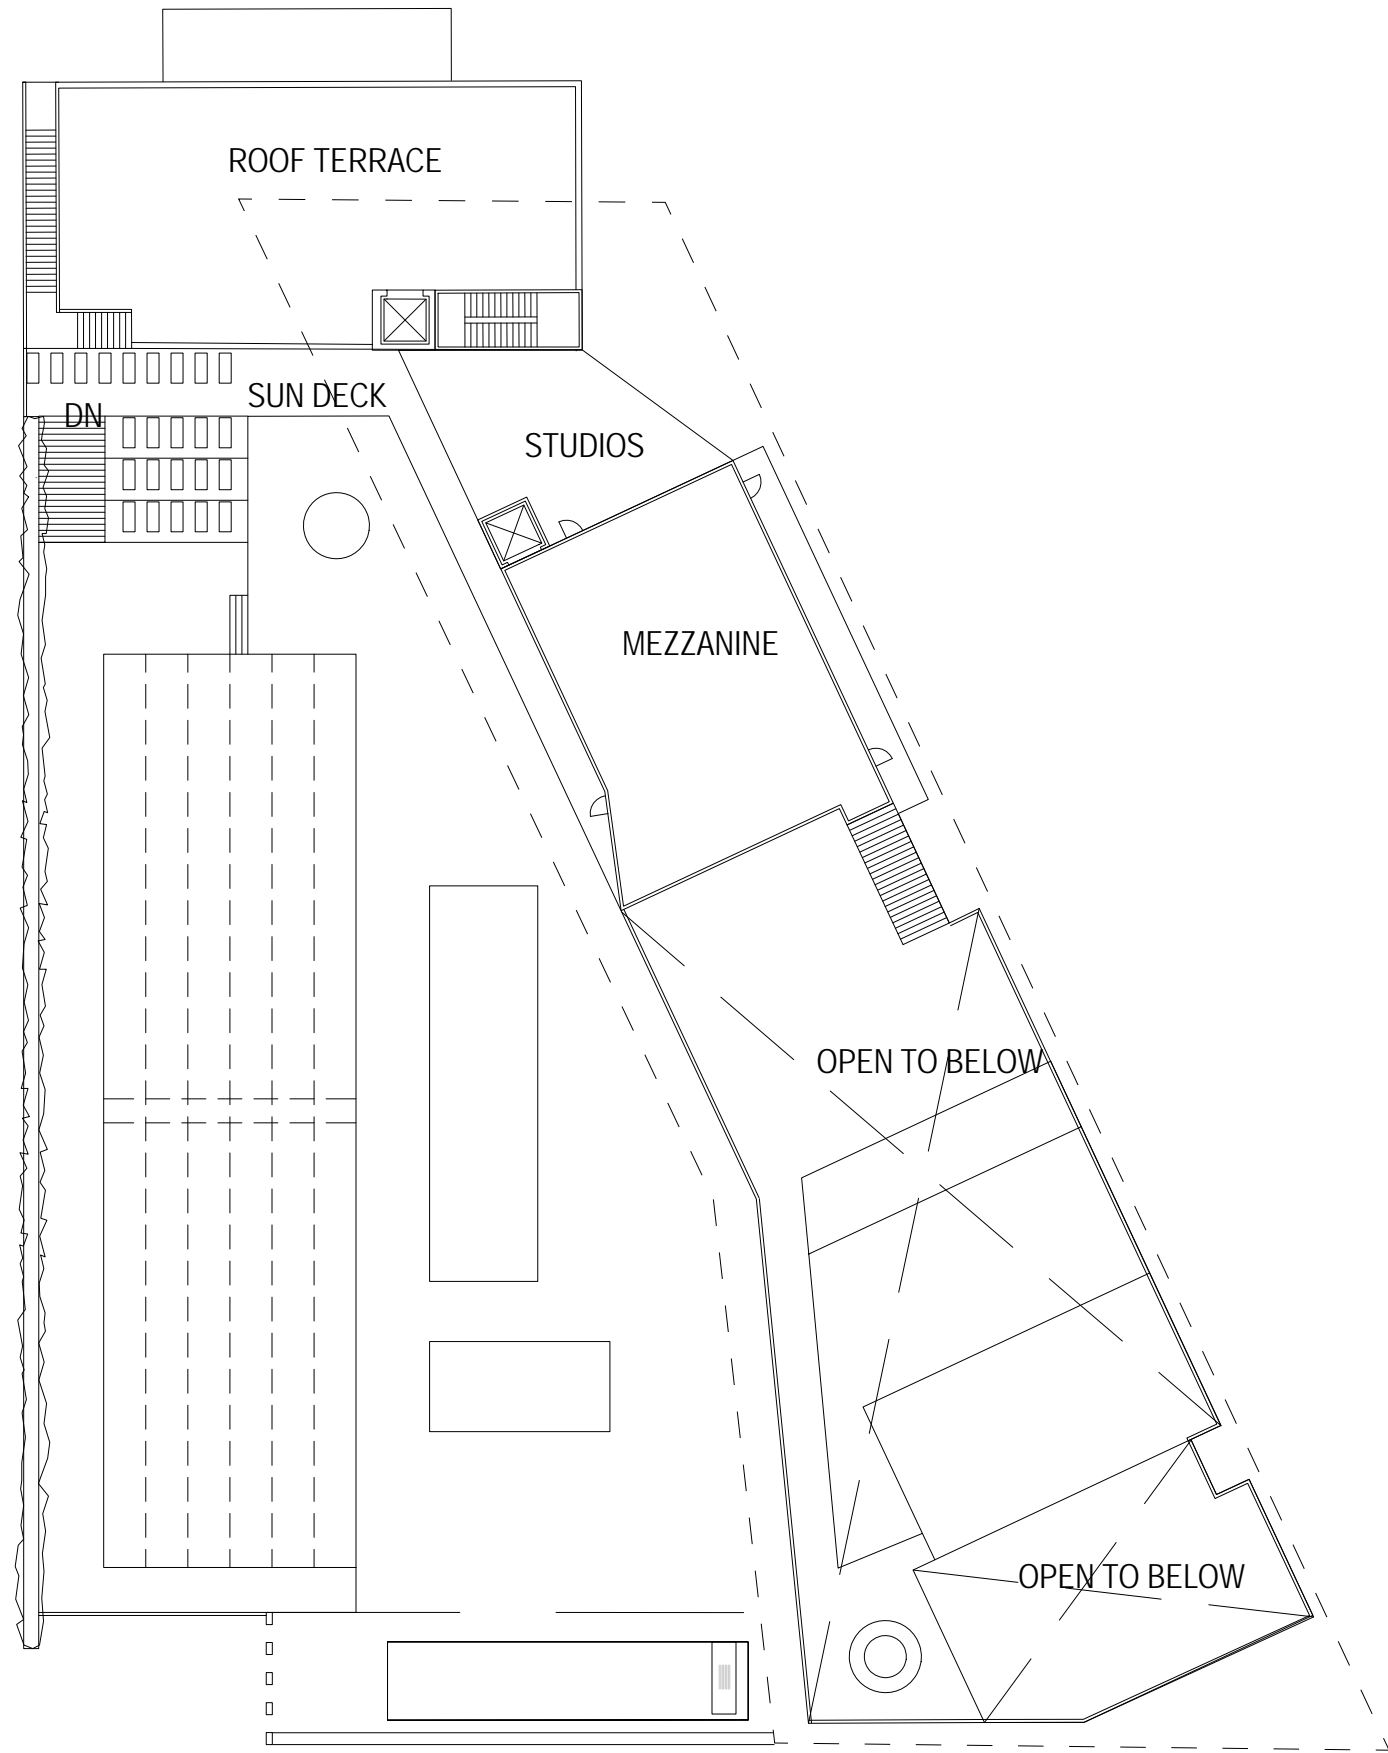 ROOF TERRACE
SUN DECK
DN
STUDIOS
MEZZANINE
OPEN TO BELOW
OPEN TO BELOW